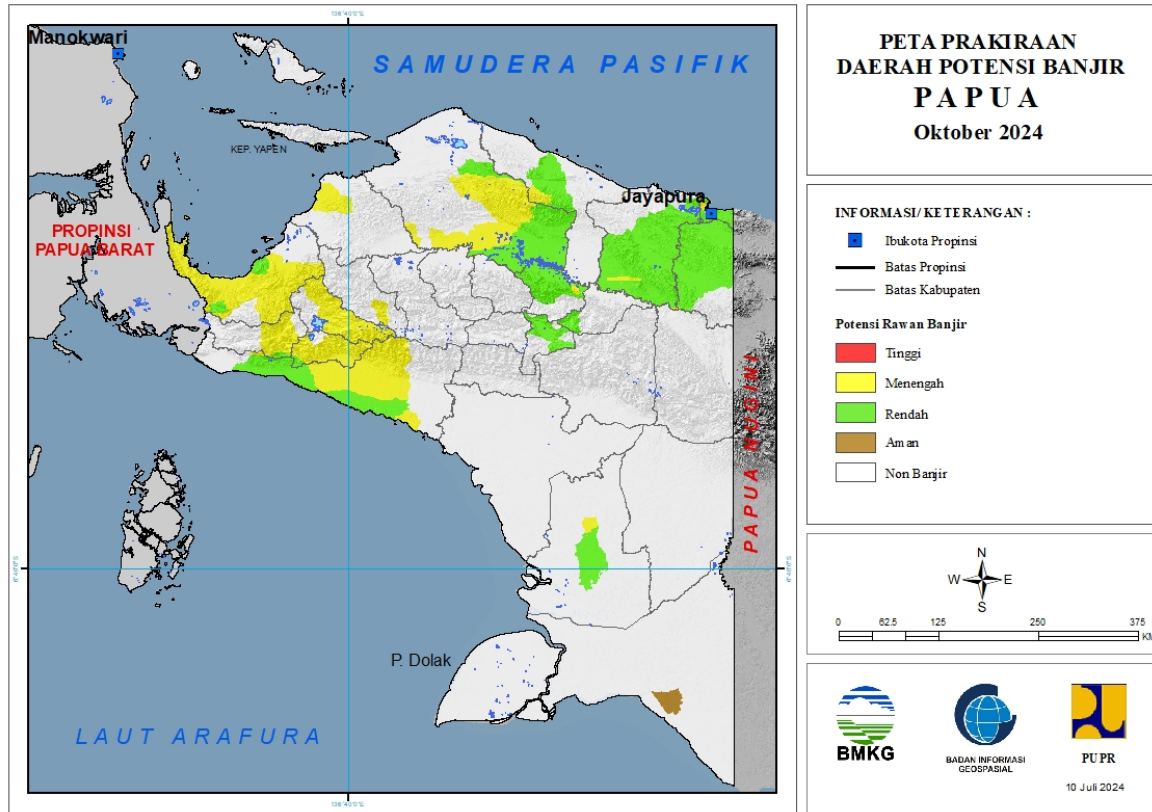 PETA PRAKIRAAN
DAERAH POTENSI BANJIR
PAPUA
Oktober 2024
INFORMASI/ KETERANGAN :
Ibukota Propinsi
Batas Propinsi
Batas Kabupaten
Potensi Rawan Banjir
Tinggi
Menengah
Rendah
Aman
Non Banjir
N
W E
S
0 62.5 125 250 375
KM
BMKG
BADAN INFORMASI
GEOSPASIAL
PUPR
10 Juli 2024
Manokwari
SAMUDERA PASIFIK
KEP. YAPEN
Jayapura
PROPINSI
PAPUA BARAT
PAPUA NUGINI
P. Dolak
LAUT ARAFURA